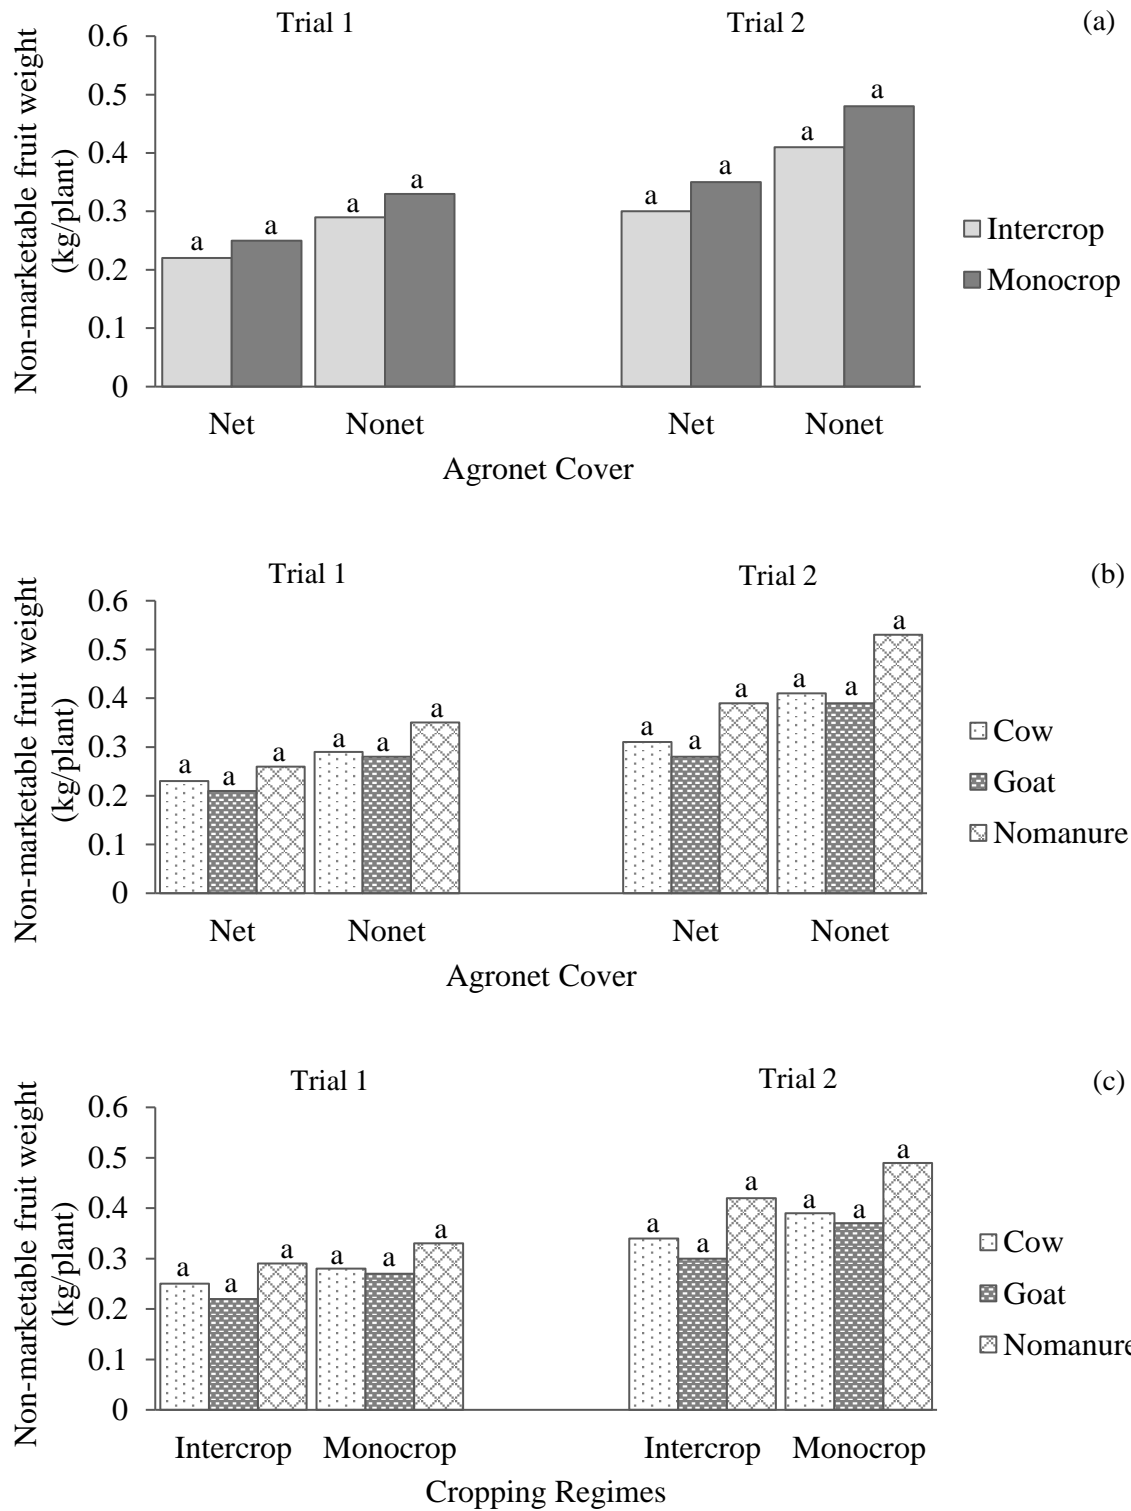 Trial 1 Trial 2 (a)
Non-marketable fruit weight
(kg/plant)
0.6
0.5
0.4
0.3
0.2
0.1
0
a a a a a a a a
Intercrop
Monocrop
Net Nonet Net Nonet
Agronet Cover
Trial 1 Trial 2 (b)
Non-marketable fruit weight
(kg/plant)
0.6
0.5
0.4
0.3
0.2
0.1
0
a a a a a a a a a a a a
Cow
Goat
Nomanure
Net Nonet Net Nonet
Agronet Cover
Trial 1 Trial 2 (c)
Non-marketable fruit weight
(kg/plant)
0.6
0.5
0.4
0.3
0.2
0.1
0
a a a a a a a a a a a a
Cow
Goat
Nomanure
Intercrop Monocrop Intercrop Monocrop
Cropping Regimes